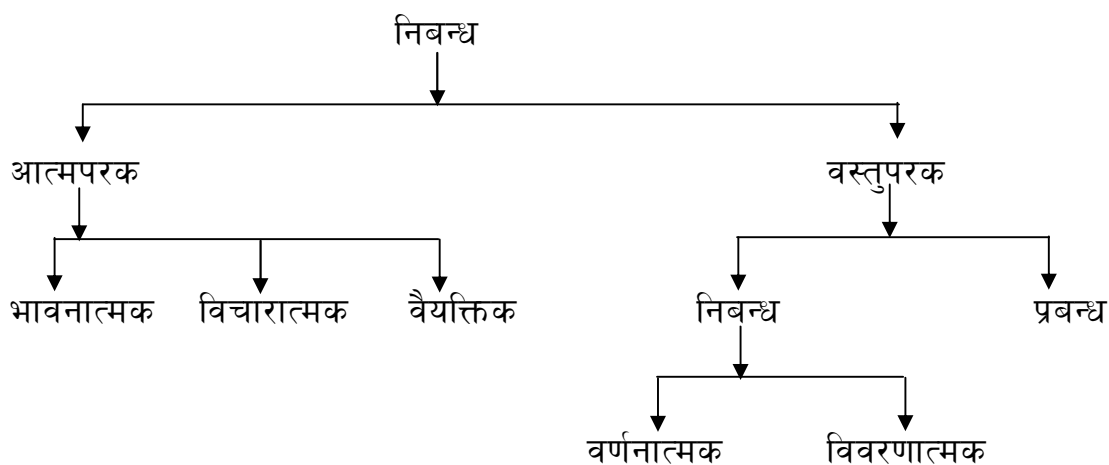 निबन्ध
आत्मपरक वस्तुपरक
भावनात्मक विचारात्मक वैयक्तिक निबन्ध प्रबन्ध
वर्णनात्मक विवरणात्मक